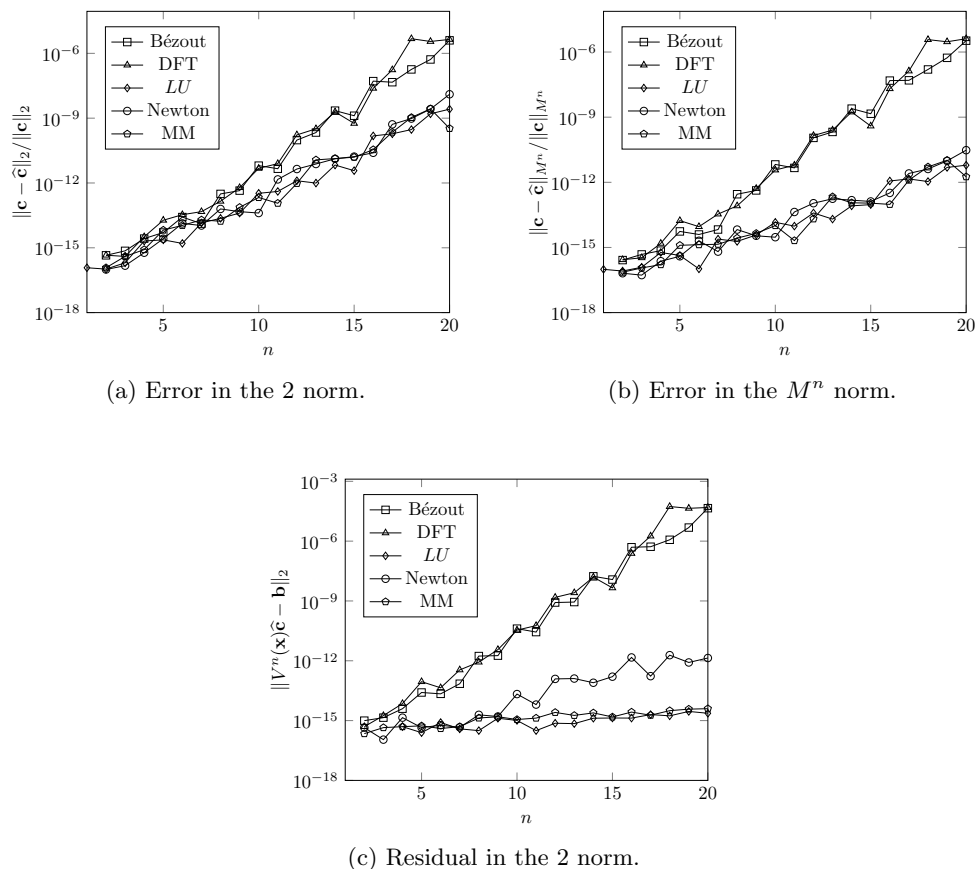 10^{-6}
10^{-9}
10^{-12}
10^{-15}
10^{-18}
5
10
15
20
n
||c − ĉ||_2/||c||_2
Bézout
DFT
LU
Newton
MM
(a) Error in the 2 norm.
10^{-6}
10^{-9}
10^{-12}
10^{-15}
10^{-18}
5
10
15
20
n
||c − ĉ||_{M^n}/||c||_{M^n}
Bézout
DFT
LU
Newton
MM
(b) Error in the M^n norm.
10^{-3}
10^{-6}
10^{-9}
10^{-12}
10^{-15}
10^{-18}
5
10
15
20
n
||V^n(x)ĉ − b||_2
Bézout
DFT
LU
Newton
MM
(c) Residual in the 2 norm.